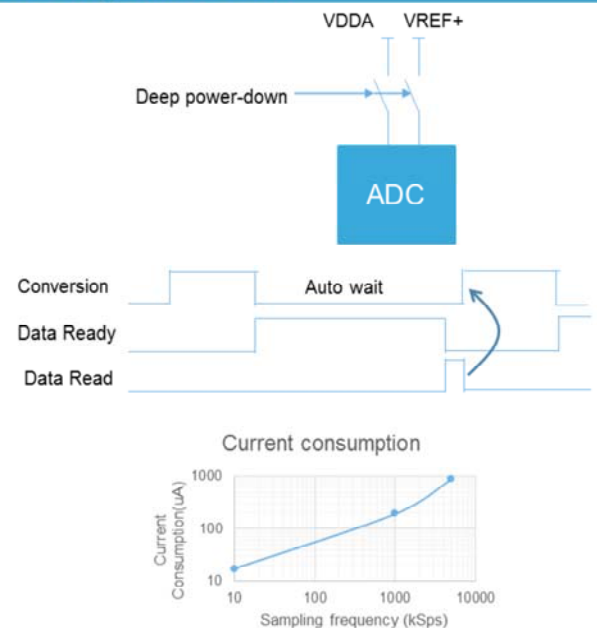 VDDA VREF+
Deep power-down
ADC
Conversion
Auto wait
Data Ready
Data Read
Current consumption
Current
Consumption(uA)
1000
100
10
10 100 1000 10000
Sampling frequency (kSps)